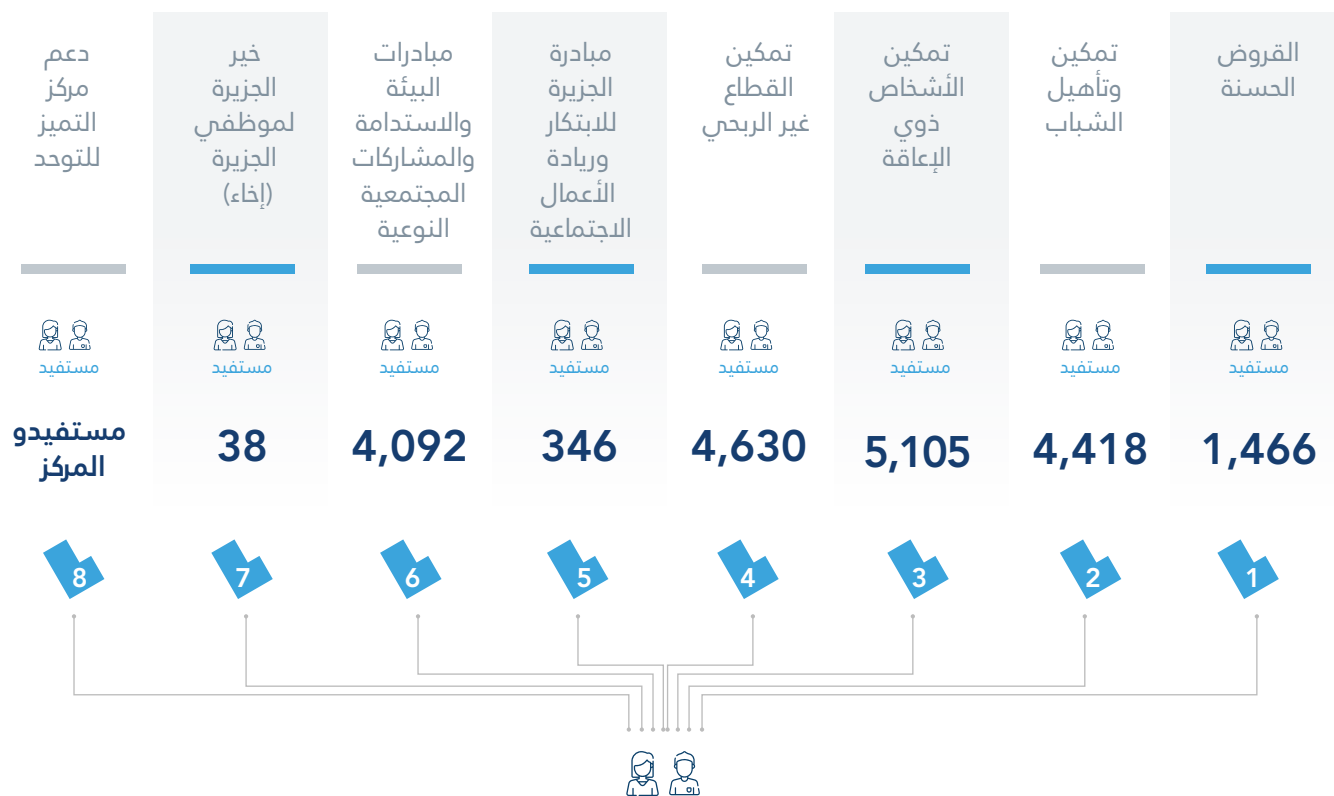 القروض
الحسنة
مستفيد
1,466
1
تمكين
وتأهيل
الشباب
مستفيد
4,418
2
تمكين
الأشخاص
ذوي
الإعاقة
مستفيد
5,105
3
تمكين
القطاع
غير الربحي
مستفيد
4,630
4
مبادرة
الجزيرة
للابتكار
وريادة
الأعمال
الاجتماعية
مستفيد
346
5
مبادرات
البيئة
والاستدامة
والمشاركات
المجتمعية
النوعية
مستفيد
4,092
6
خير
الجزيرة
لموظفي
الجزيرة
(إخاء)
مستفيد
38
7
دعم
مركز
التميز
للتوحد
مستفيد
مستفيدو
المركز
8